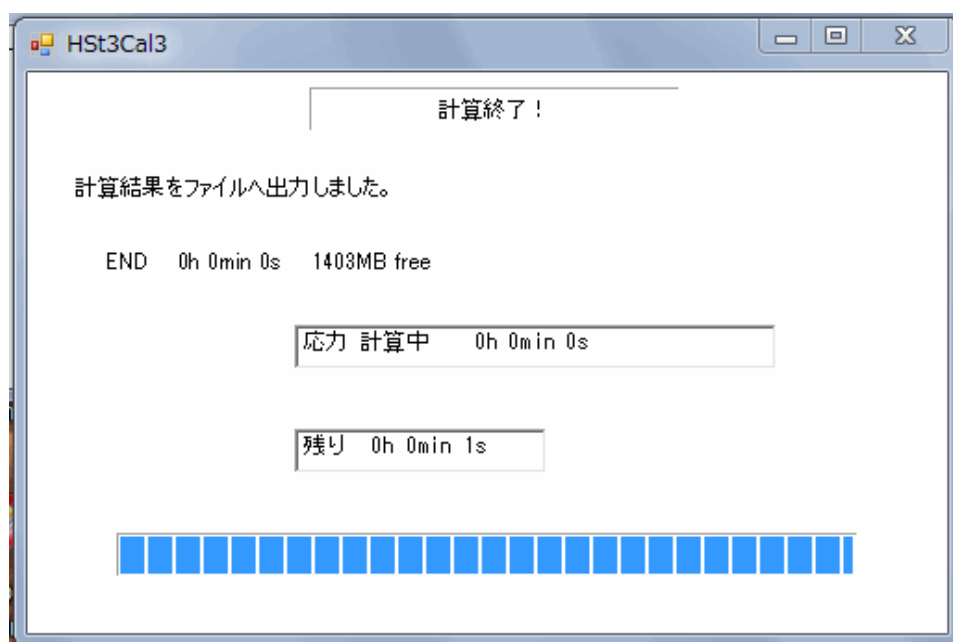 HSt3Cal3
計算終了！
計算結果をファイルへ出力しました。
END 0h 0min 0s 1403MB free
応力 計算中 0h 0min 0s
残り 0h 0min 1s